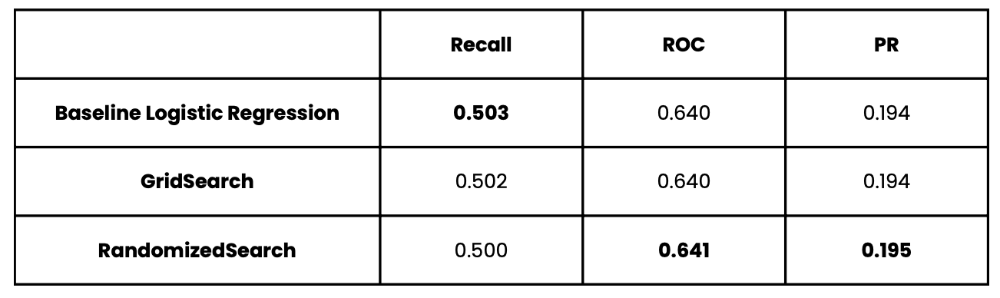 Recall ROC PR
Baseline Logistic Regression 0.503 0.640 0.194
GridSearch 0.502 0.640 0.194
RandomizedSearch 0.500 0.641 0.195